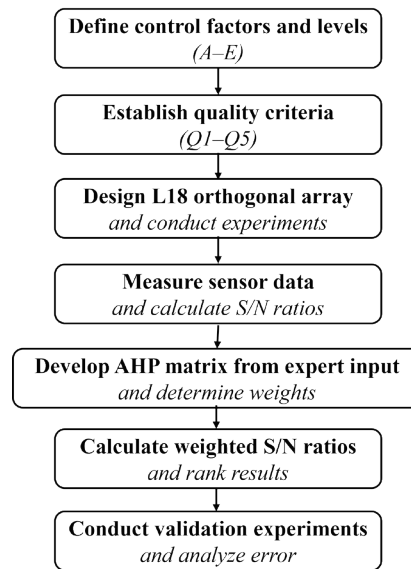 Define control factors and levels
(A–E)
Establish quality criteria
(Q1–Q5)
Design L18 orthogonal array
and conduct experiments
Measure sensor data
and calculate S/N ratios
Develop AHP matrix from expert input
and determine weights
Calculate weighted S/N ratios
and rank results
Conduct validation experiments
and analyze error